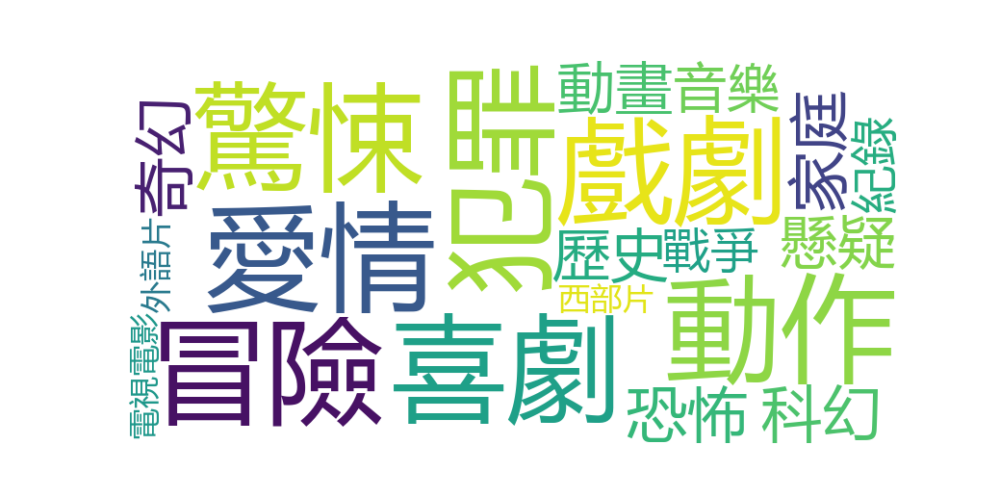 動畫
音樂
驚悚
犯罪
戲劇
家庭
紀錄
奇幻
愛情
歷史
戰爭
懸疑
外語片
西部片
動作
電視電影
冒險
喜劇
恐怖
科幻